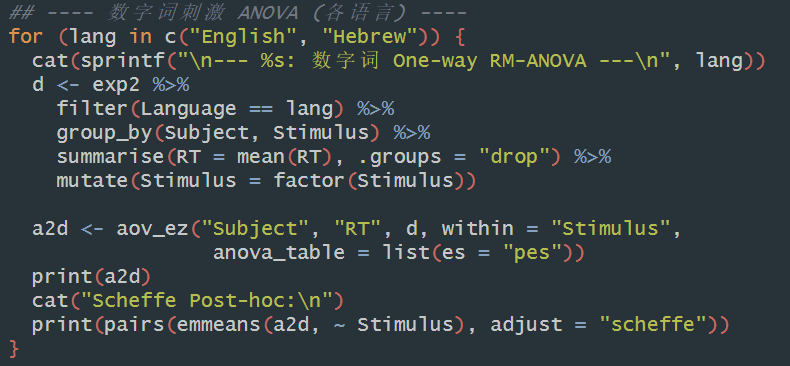 ## ---- 数字词刺激 ANOVA (各语言) ----
for (lang in c("English", "Hebrew")) {
  cat(sprintf("\n--- %s: 数字词 One-way RM-ANOVA ---\n", lang))
  d <- exp2 %>%
    filter(Language == lang) %>%
    group_by(Subject, Stimulus) %>%
    summarise(RT = mean(RT), .groups = "drop") %>%
    mutate(Stimulus = factor(Stimulus))

  a2d <- aov_ez("Subject", "RT", d, within = "Stimulus",
                anova_table = list(es = "pes"))
  print(a2d)
  cat("Scheffe Post-hoc:\n")
  print(pairs(emmeans(a2d, ~ Stimulus), adjust = "scheffe"))
}